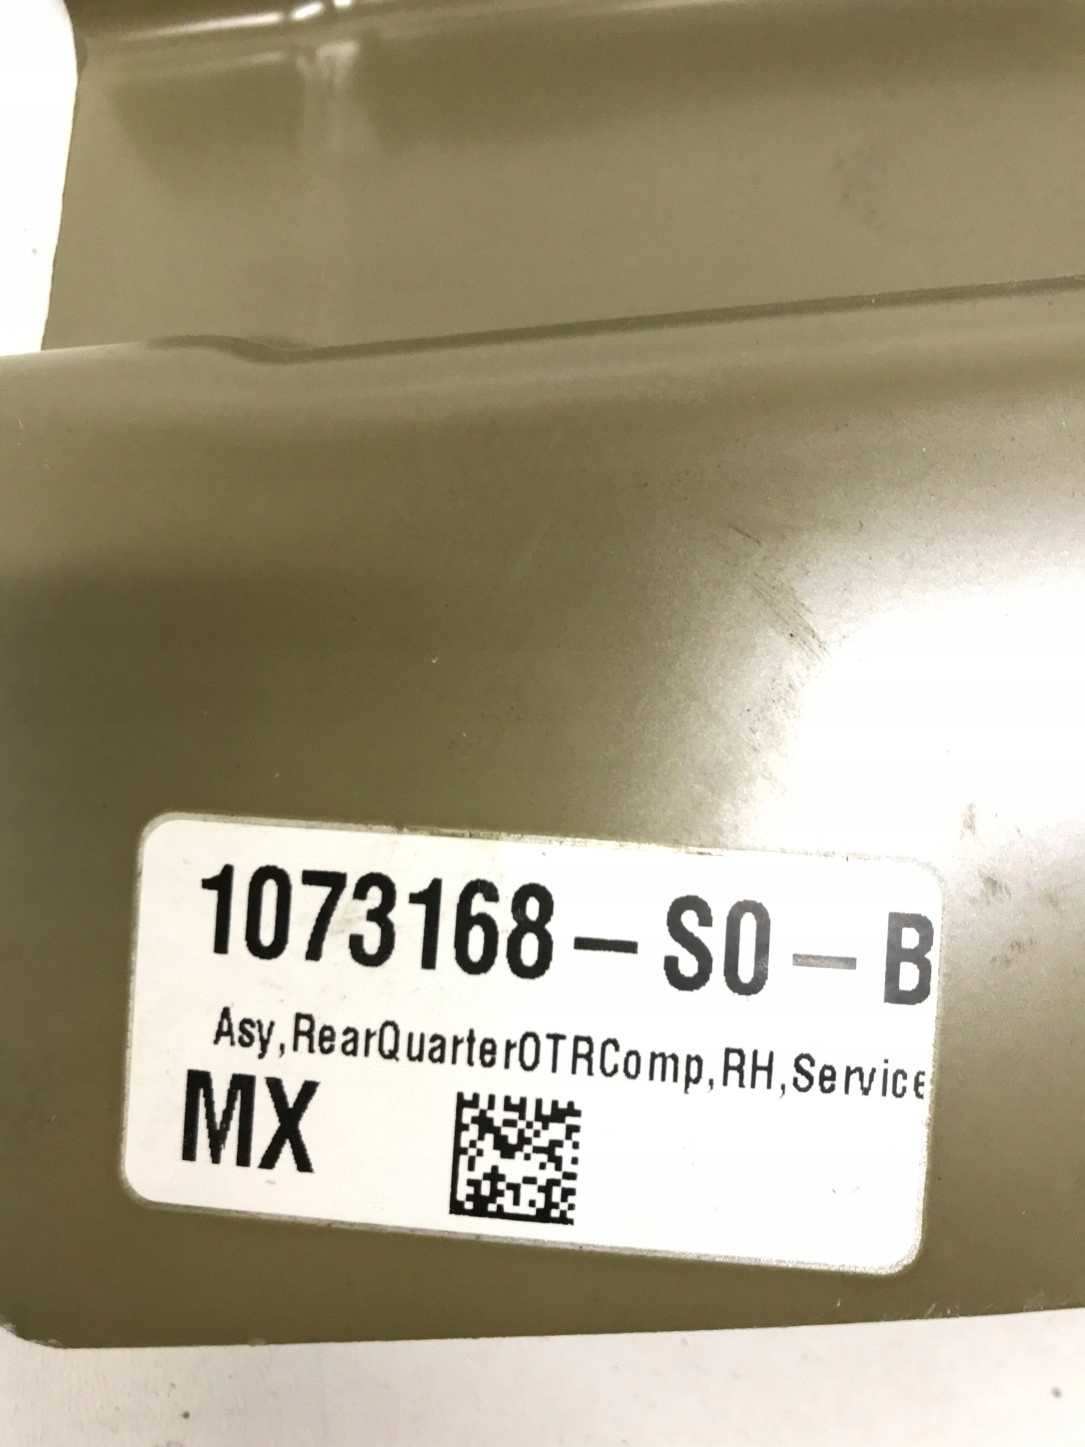 1073168-S0-B
Asy,RearQuarterOTRComp,RH,Service
MX